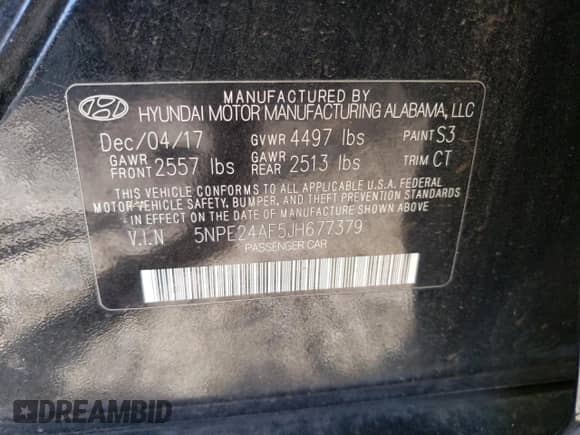 MANUFACTURED BY
HYUNDAI MOTOR MANUFACTURING ALABAMA, LLC
Dec/04/17 GVWR 4497 lbs PAINT S3
GAWR FRONT 2557 lbs GAWR REAR 2513 lbs TRIM CT
THIS VEHICLE CONFORMS TO ALL APPLICABLE U.S.A. FEDERAL
MOTOR VEHICLE SAFETY, BUMPER, AND THEFT PREVENTION STANDARDS
IN EFFECT ON THE DATE OF MANUFACTURE SHOWN ABOVE
V.I.N 5NPE24AF5JH677379
PASSENGER CAR
DREAMBID